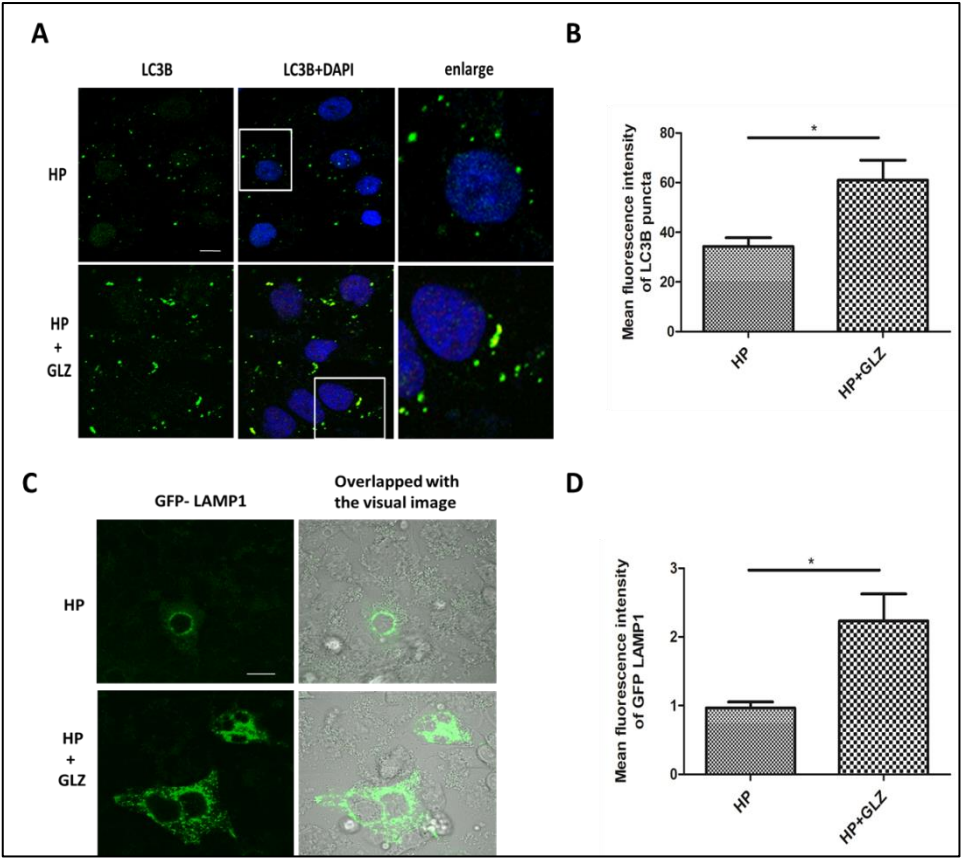 A
LC3B
LC3B+DAPI
enlarge
HP
HP
+
GLZ
B
Mean fluorescence intensity
of LC3B puncta
80
60
40
20
0
*
HP
HP+GLZ
C
GFP- LAMP1
Overlapped with
the visual image
HP
HP
+
GLZ
D
Mean fluorescence intensity
of GFP LAMP1
3
2
1
0
*
HP
HP+GLZ